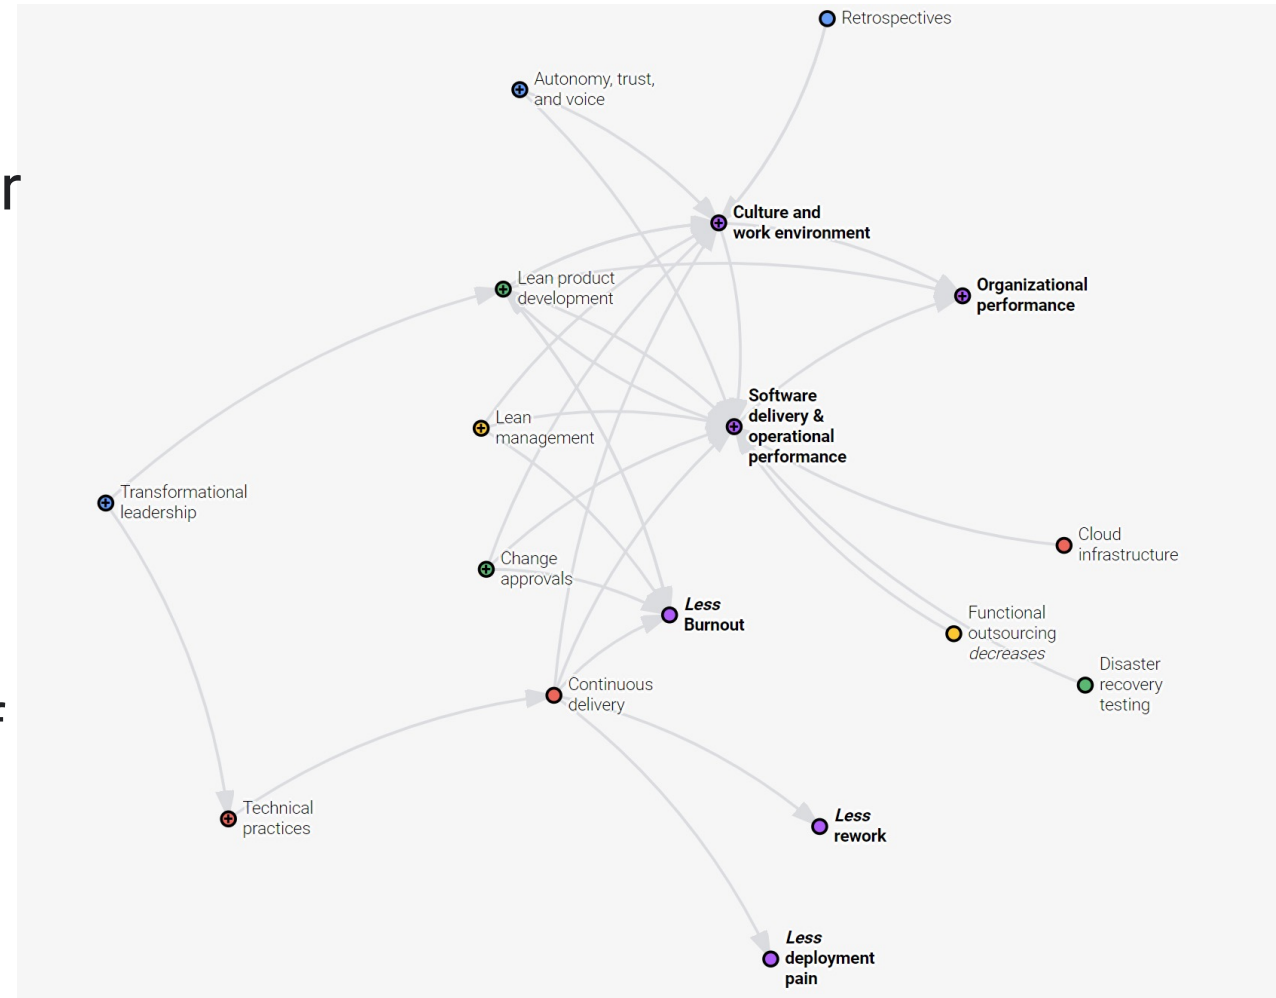 Retrospectives
Autonomy, trust,
and voice
r
Culture and
work environment
Lean product
development
Organizational
performance
Software
delivery &
operational
performance
Lean
management
Transformational
leadership
Cloud
infrastructure
Change
approvals
Less
Burnout
Functional
outsourcing
decreases
Disaster
recovery
testing
Continuous
delivery
Technical
practices
Less
rework
Less
deployment
pain